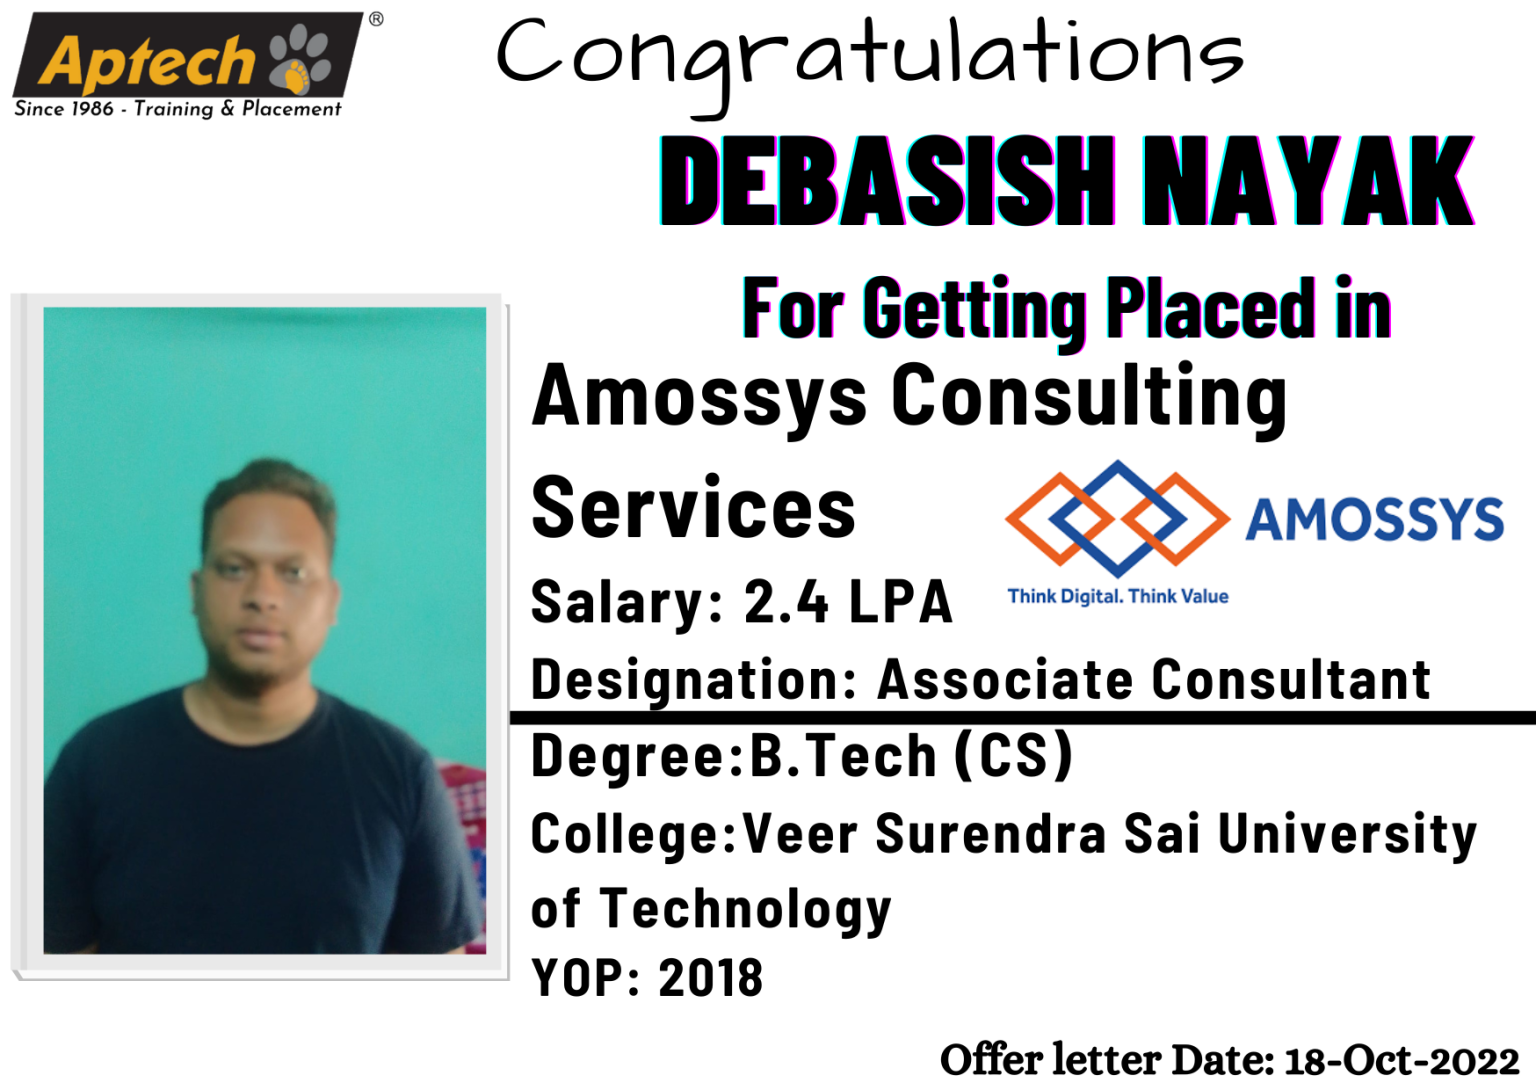 Aptech ®
Since 1986 - Training & Placement
Congratulations
DEBASISH NAYAK
For Getting Placed in
Amossys Consulting
Services
AMOSSYS
Think Digital. Think Value
Salary: 2.4 LPA
Designation: Associate Consultant
Degree:B.Tech (CS)
College:Veer Surendra Sai University
of Technology
YOP: 2018
Offer letter Date: 18-Oct-2022